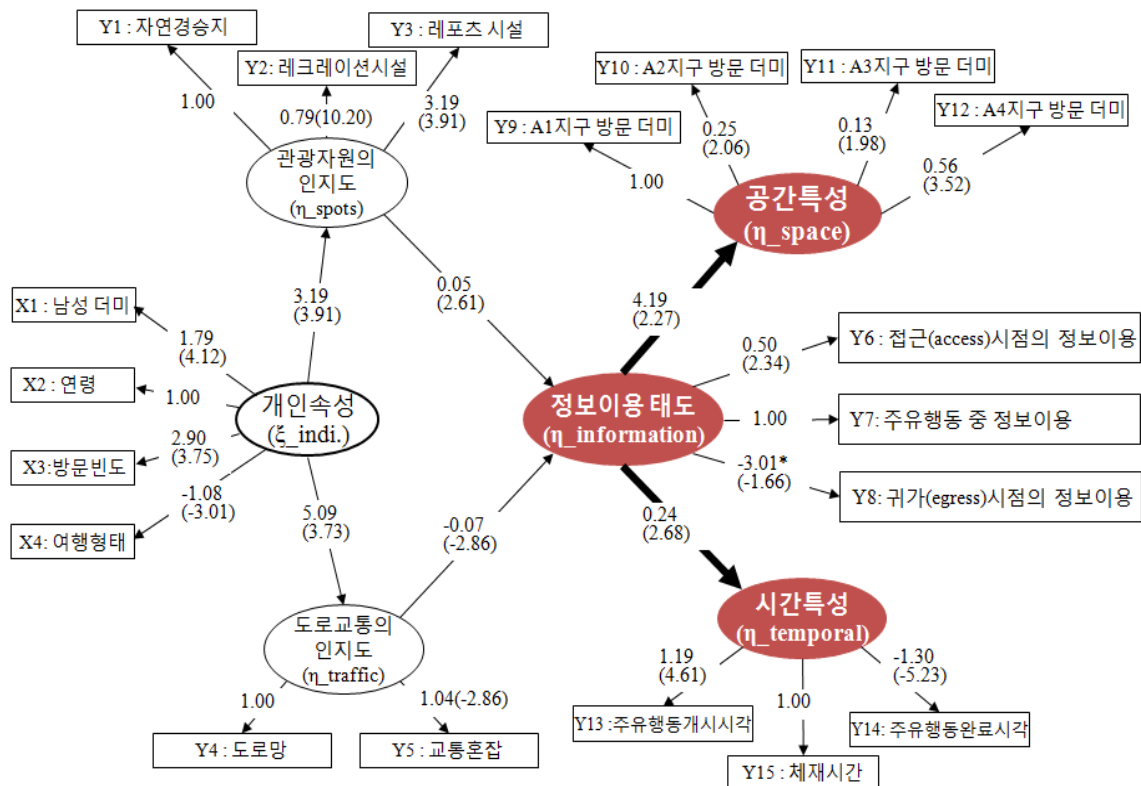 Y1 : 자연경승지
Y3 : 레포츠 시설
Y2: 레크레이션시설
1.00
0.79(10.20)
3.19
(3.91)
관광자원의
인지도
(η_spots)
Y10 : A2지구 방문 더미
Y11 : A3지구 방문 더미
Y9 : A1지구 방문 더미
Y12 : A4지구 방문 더미
1.00
0.25
(2.06)
0.13
(1.98)
0.56
(3.52)
공간특성
(η_space)
3.19
(3.91)
0.05
(2.61)
4.19
(2.27)
X1 : 남성 더미
X2 : 연령
X3:방문빈도
X4: 여행형태
1.79
(4.12)
1.00
2.90
(3.75)
-1.08
(-3.01)
개인속성
(ξ_indi.)
정보이용 태도
(η_information)
0.50
(2.34)
1.00
-3.01*
(-1.66)
Y6 : 접근(access)시점의 정보이용
Y7: 주유행동 중 정보이용
Y8: 귀가(egress)시점의 정보이용
5.09
(3.73)
-0.07
(-2.86)
0.24
(2.68)
도로교통의
인지도
(η_traffic)
1.00
1.04(-2.86)
Y4 : 도로망
Y5 : 교통혼잡
시간특성
(η_temporal)
1.19
(4.61)
1.00
-1.30
(-5.23)
Y13 :주유행동개시시각
Y14: 주유행동완료시각
Y15 : 체재시간